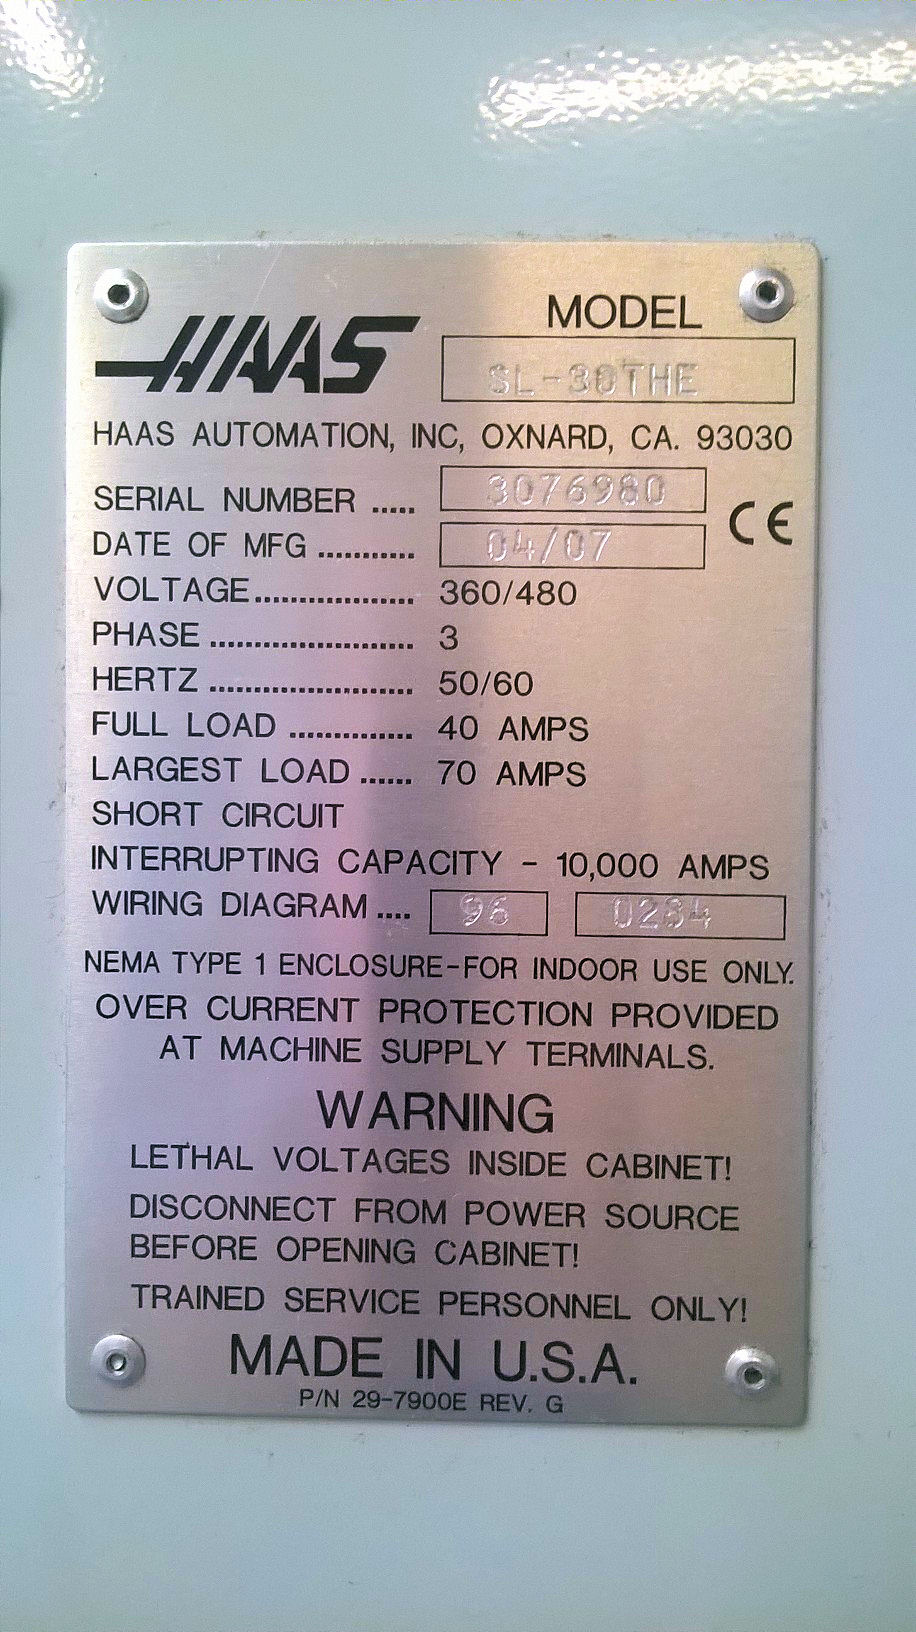 MODEL
HAAS
SL-30THE
HAAS AUTOMATION, INC, OXNARD, CA. 93030
SERIAL NUMBER ..... 3076980
CE
DATE OF MFG ........... 04/07
VOLTAGE.................. 360/480
PHASE ....................... 3
HERTZ ....................... 50/60
FULL LOAD .............. 40 AMPS
LARGEST LOAD ...... 70 AMPS
SHORT CIRCUIT
INTERRUPTING CAPACITY - 10,000 AMPS
WIRING DIAGRAM .... 96 0284
NEMA TYPE 1 ENCLOSURE-FOR INDOOR USE ONLY.
OVER CURRENT PROTECTION PROVIDED
AT MACHINE SUPPLY TERMINALS.
WARNING
LETHAL VOLTAGES INSIDE CABINET!
DISCONNECT FROM POWER SOURCE
BEFORE OPENING CABINET!
TRAINED SERVICE PERSONNEL ONLY!
MADE IN U.S.A.
P/N 29-7900E REV. G